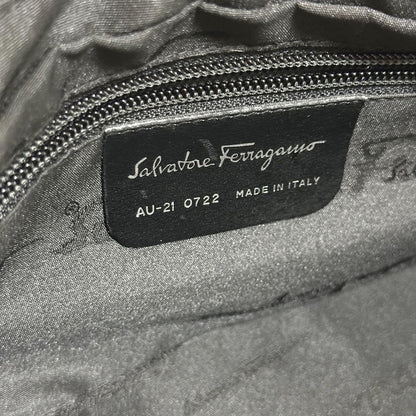 Salvatore Ferragamo
AU-21 0722 MADE IN ITALY